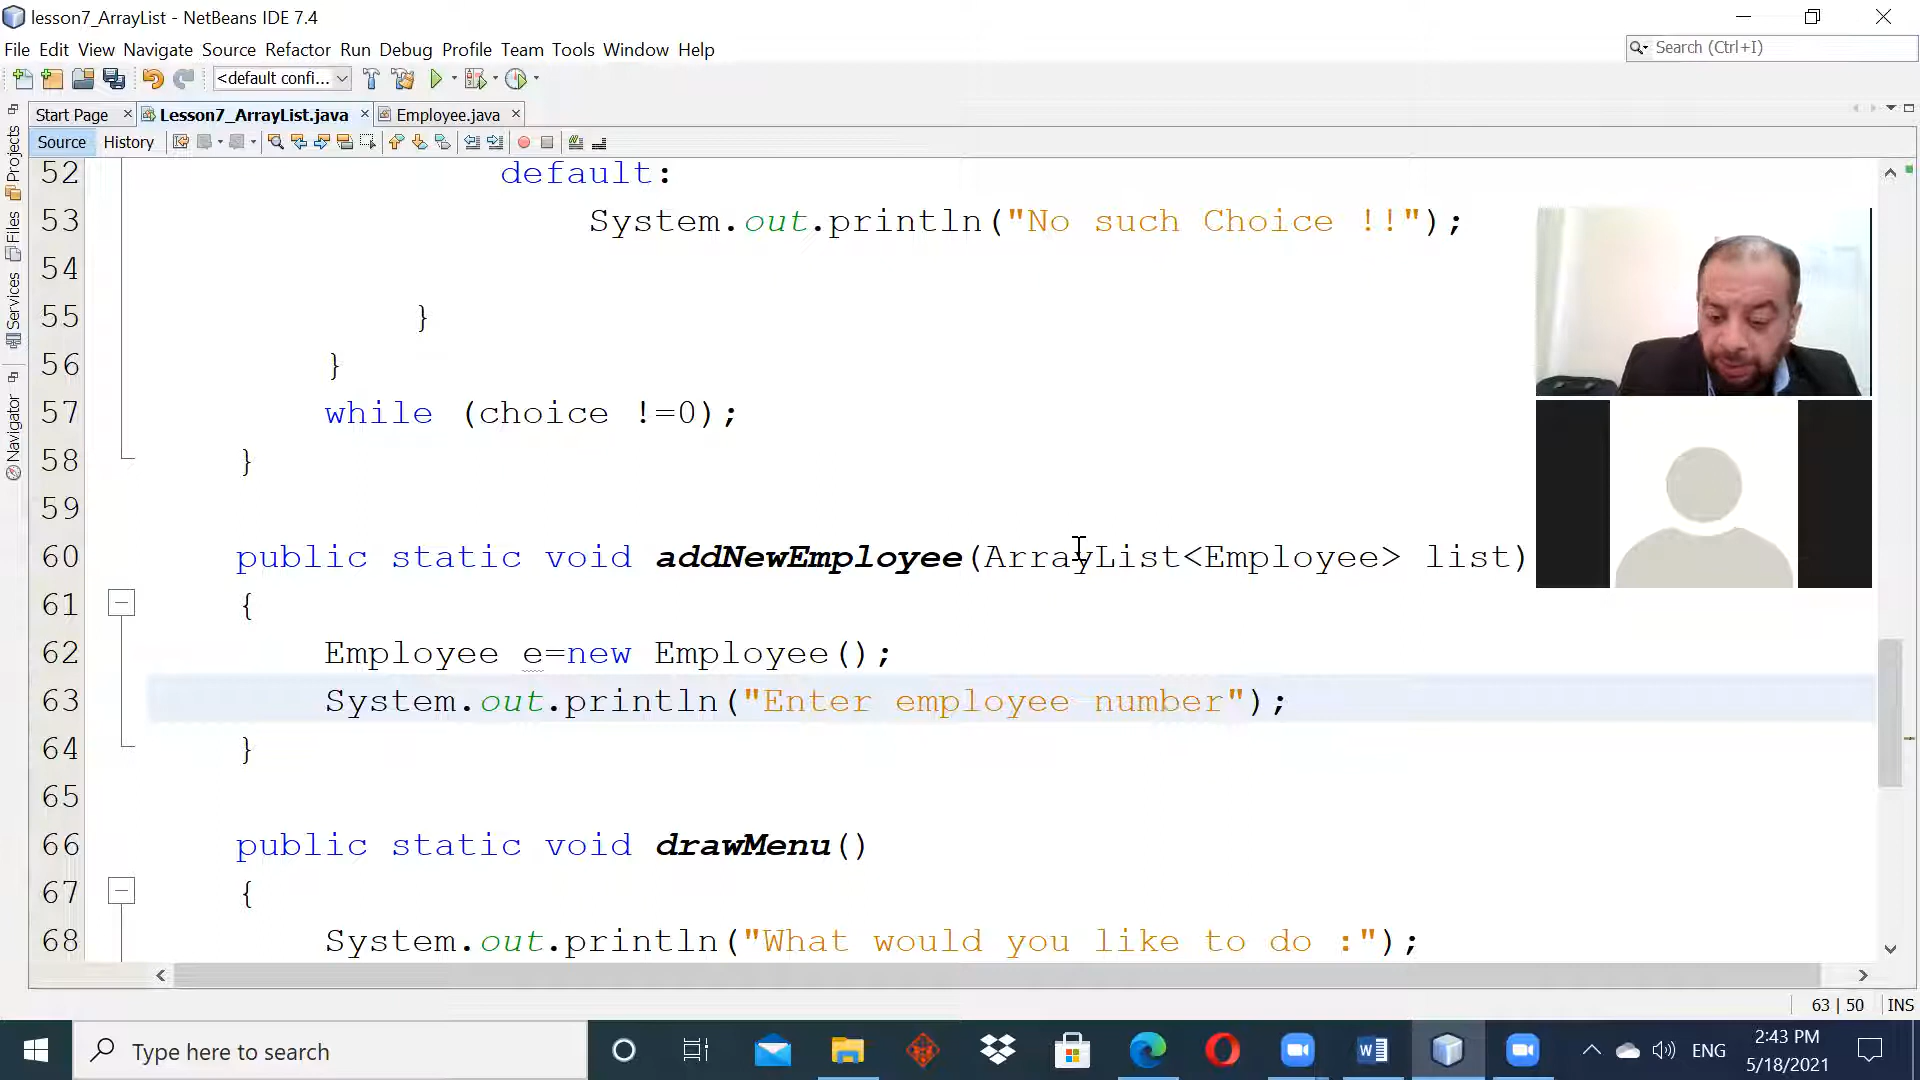 lesson7_ArrayList - NetBeans IDE 7.4
File Edit View Navigate Source Refactor Run Debug Profile Team Tools Window Help
Search (Ctrl+I)
<default confi...
Start Page Lesson7_ArrayList.java Employee.java
Source History
Projects
Files
Services
Navigator
52 default:
53 System.out.println("No such Choice !!");
54
55 }
56 }
57 while (choice !=0);
58 }
59
60 public static void addNewEmployee(ArrayList<Employee> list)
61 {
62 Employee e=new Employee();
63 System.out.println("Enter employee number");
64 }
65
66 public static void drawMenu()
67 {
68 System.out.println("What would you like to do :");
63 | 50 INS
Type here to search
ENG
2:43 PM
5/18/2021